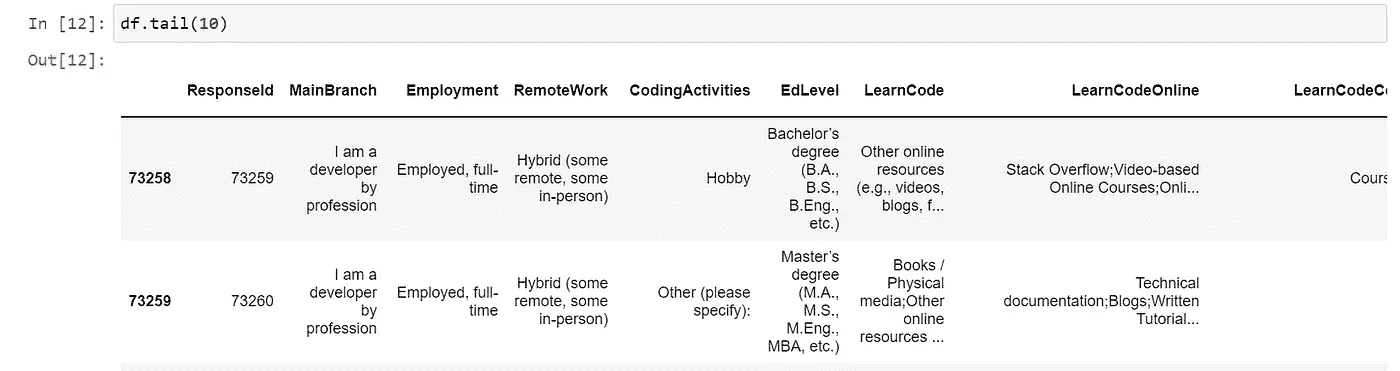 In [12]: df.tail(10)
Out[12]:
ResponseId MainBranch Employment RemoteWork CodingActivities EdLevel LearnCode LearnCodeOnline LearnCodeCo
73258 73259 I am a developer by profession Employed, full-time Hybrid (some remote, some in-person) Hobby Bachelor’s degree (B.A., B.S., B.Eng., etc.) Other online resources (e.g., videos, blogs, f... Stack Overflow;Video-based Online Courses;Onli... Cours
73259 73260 I am a developer by profession Employed, full-time Hybrid (some remote, some in-person) Other (please specify): Master’s degree (M.A., M.S., M.Eng., MBA, etc.) Books / Physical media;Other online resources ... Technical documentation;Blogs;Written Tutorial...